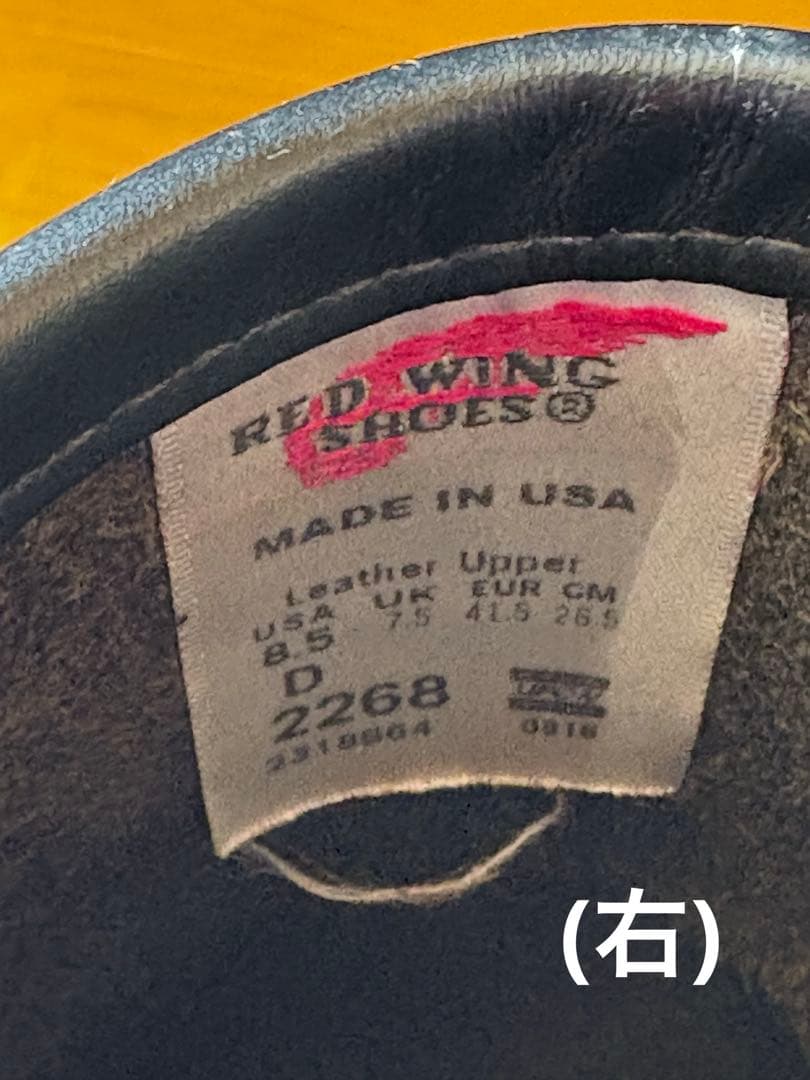 RED WING
SHOES®
MADE IN USA
Leather Upper
USA UK EUR CM
8.5 7.5 41.5 26.5
D
2268
(右)